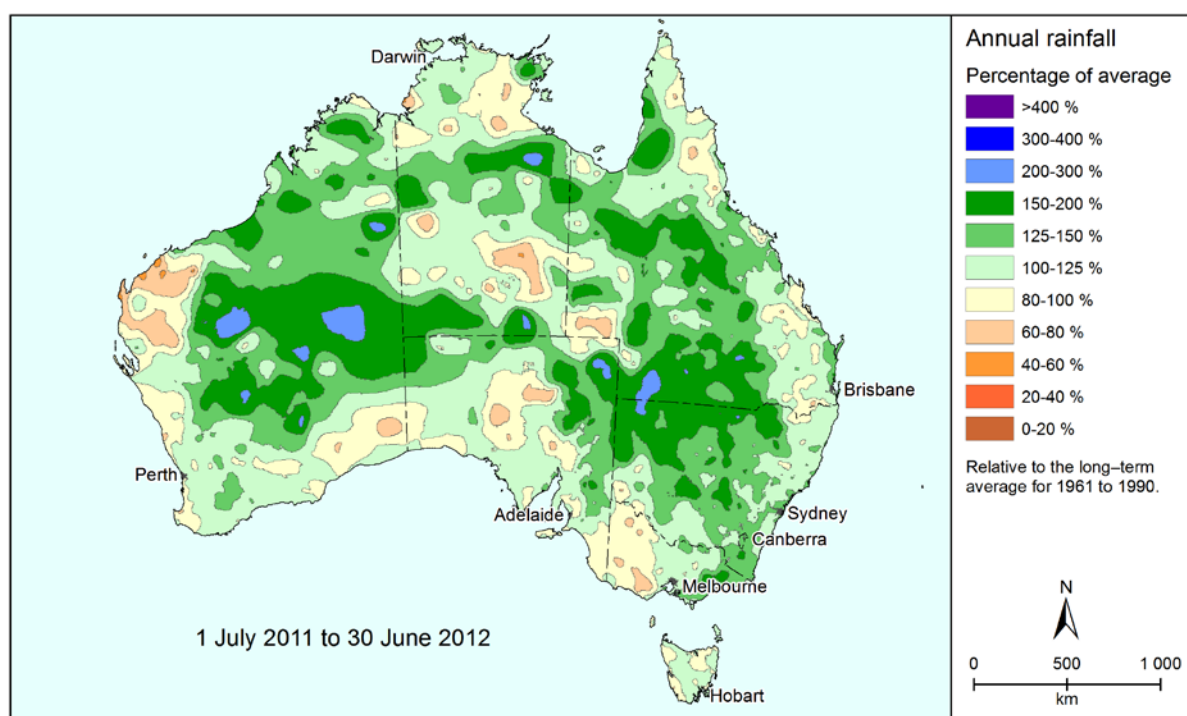 Darwin
Brisbane
Perth
Adelaide
Sydney
Canberra
Melbourne
Hobart
1 July 2011 to 30 June 2012
Annual rainfall
Percentage of average
>400 %
300-400 %
200-300 %
150-200 %
125-150 %
100-125 %
80-100 %
60-80 %
40-60 %
20-40 %
0-20 %
Relative to the long–term
average for 1961 to 1990.
N
0 500 1 000
km